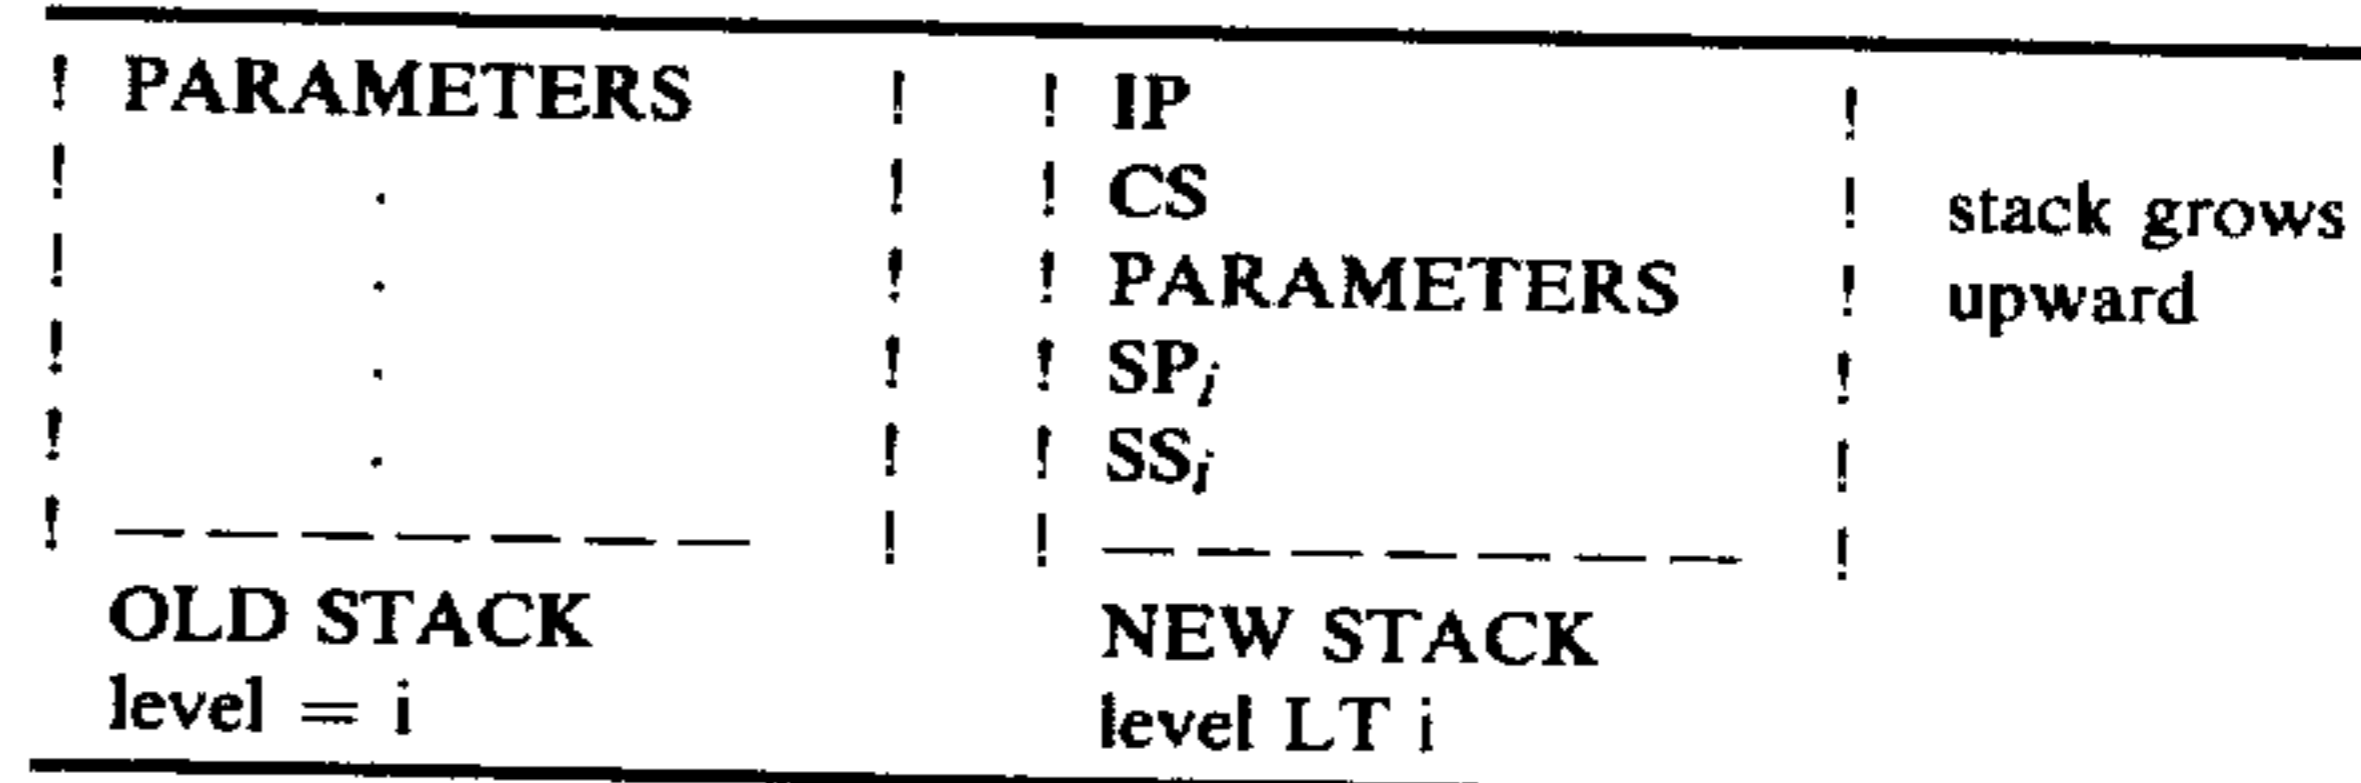 ! PARAMETERS ! ! IP !
! . ! ! CS ! stack grows
! . ! ! PARAMETERS ! upward
! . ! ! SPi !
! . ! ! SSi !
! — — — — — — — ! ! — — — — — — — !
OLD STACK NEW STACK
level = i level LT i